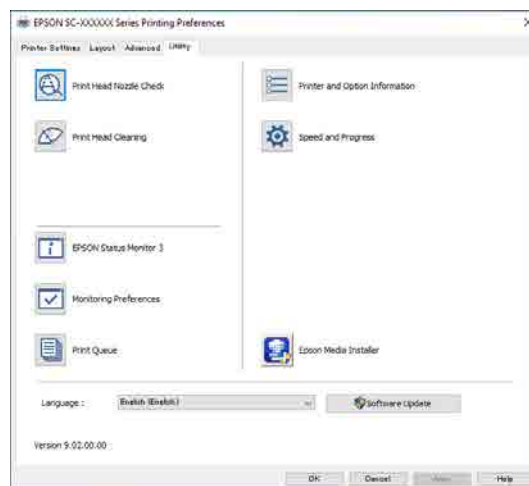 EPSON SC-XXXXXX Series Printing Preferences
Printer Settings Layout Advanced Utility
Print Head Nozzle Check
Print Head Cleaning
EPSON Status Monitor 3
Monitoring Preferences
Print Queue
Printer and Option Information
Speed and Progress
Epson Media Installer
Language :
English (English)
Software Update
Version 9.02.00.00
OK Cancel Apply Help